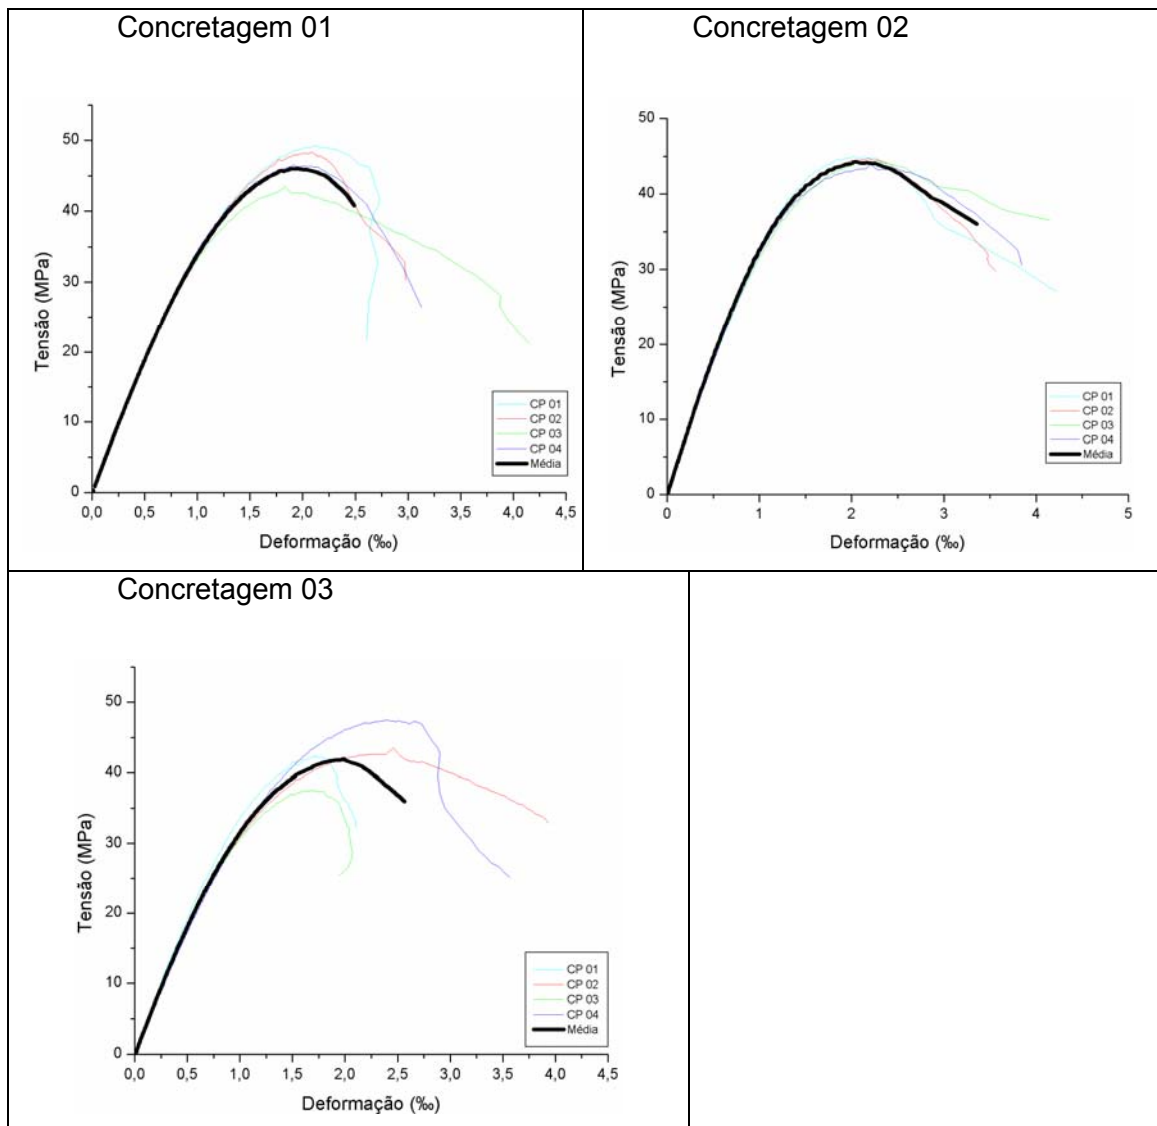 Concretagem 01
Concretagem 02
50
40
30
20
10
0
Tensão (MPa)
0,0 0,5 1,0 1,5 2,0 2,5 3,0 3,5 4,0 4,5
Deformação (‰)
CP 01
CP 02
CP 03
CP 04
Média
50
40
30
20
10
0
Tensão (MPa)
0 1 2 3 4 5
Deformação (‰)
CP 01
CP 02
CP 03
CP 04
Média
Concretagem 03
50
40
30
20
10
0
Tensão (MPa)
0,0 0,5 1,0 1,5 2,0 2,5 3,0 3,5 4,0 4,5
Deformação (‰)
CP 01
CP 02
CP 03
CP 04
Média